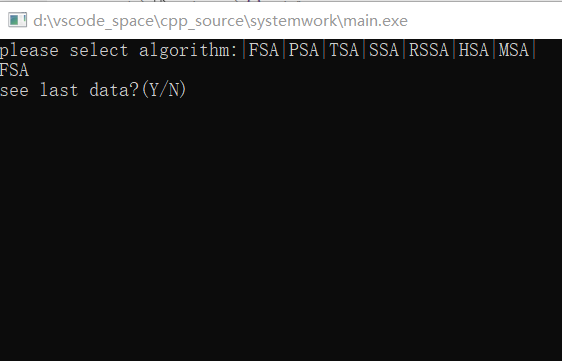 d:\vscode_space\cpp_source\systemwork\main.exe
please select algorithm:|FSA|PSA|TSA|SSA|RSSA|HSA|MSA|
FSA
see last data?(Y/N)